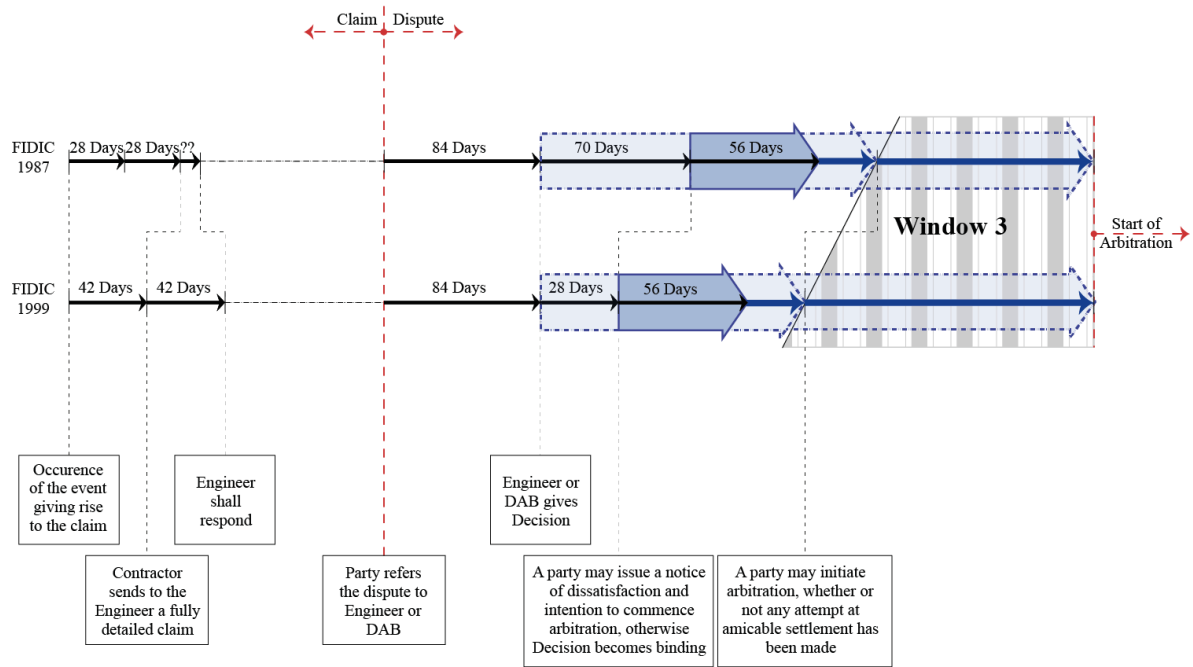 Claim Dispute
FIDIC
1987
28 Days 28 Days ?? 84 Days 70 Days 56 Days
Window 3
Start of
Arbitration
FIDIC
1999
42 Days 42 Days 84 Days 28 Days 56 Days
Occurence
of the event
giving rise
to the claim
Engineer
shall
respond
Engineer or
DAB gives
Decision
Contractor
sends to the
Engineer a fully
detailed claim
Party refers
the dispute to
Engineer or
DAB
A party may issue a notice
of dissatisfaction and
intention to commence
arbitration, otherwise
Decision becomes binding
A party may initiate
arbitration, whether or
not any attempt at
amicable settlement has
been made